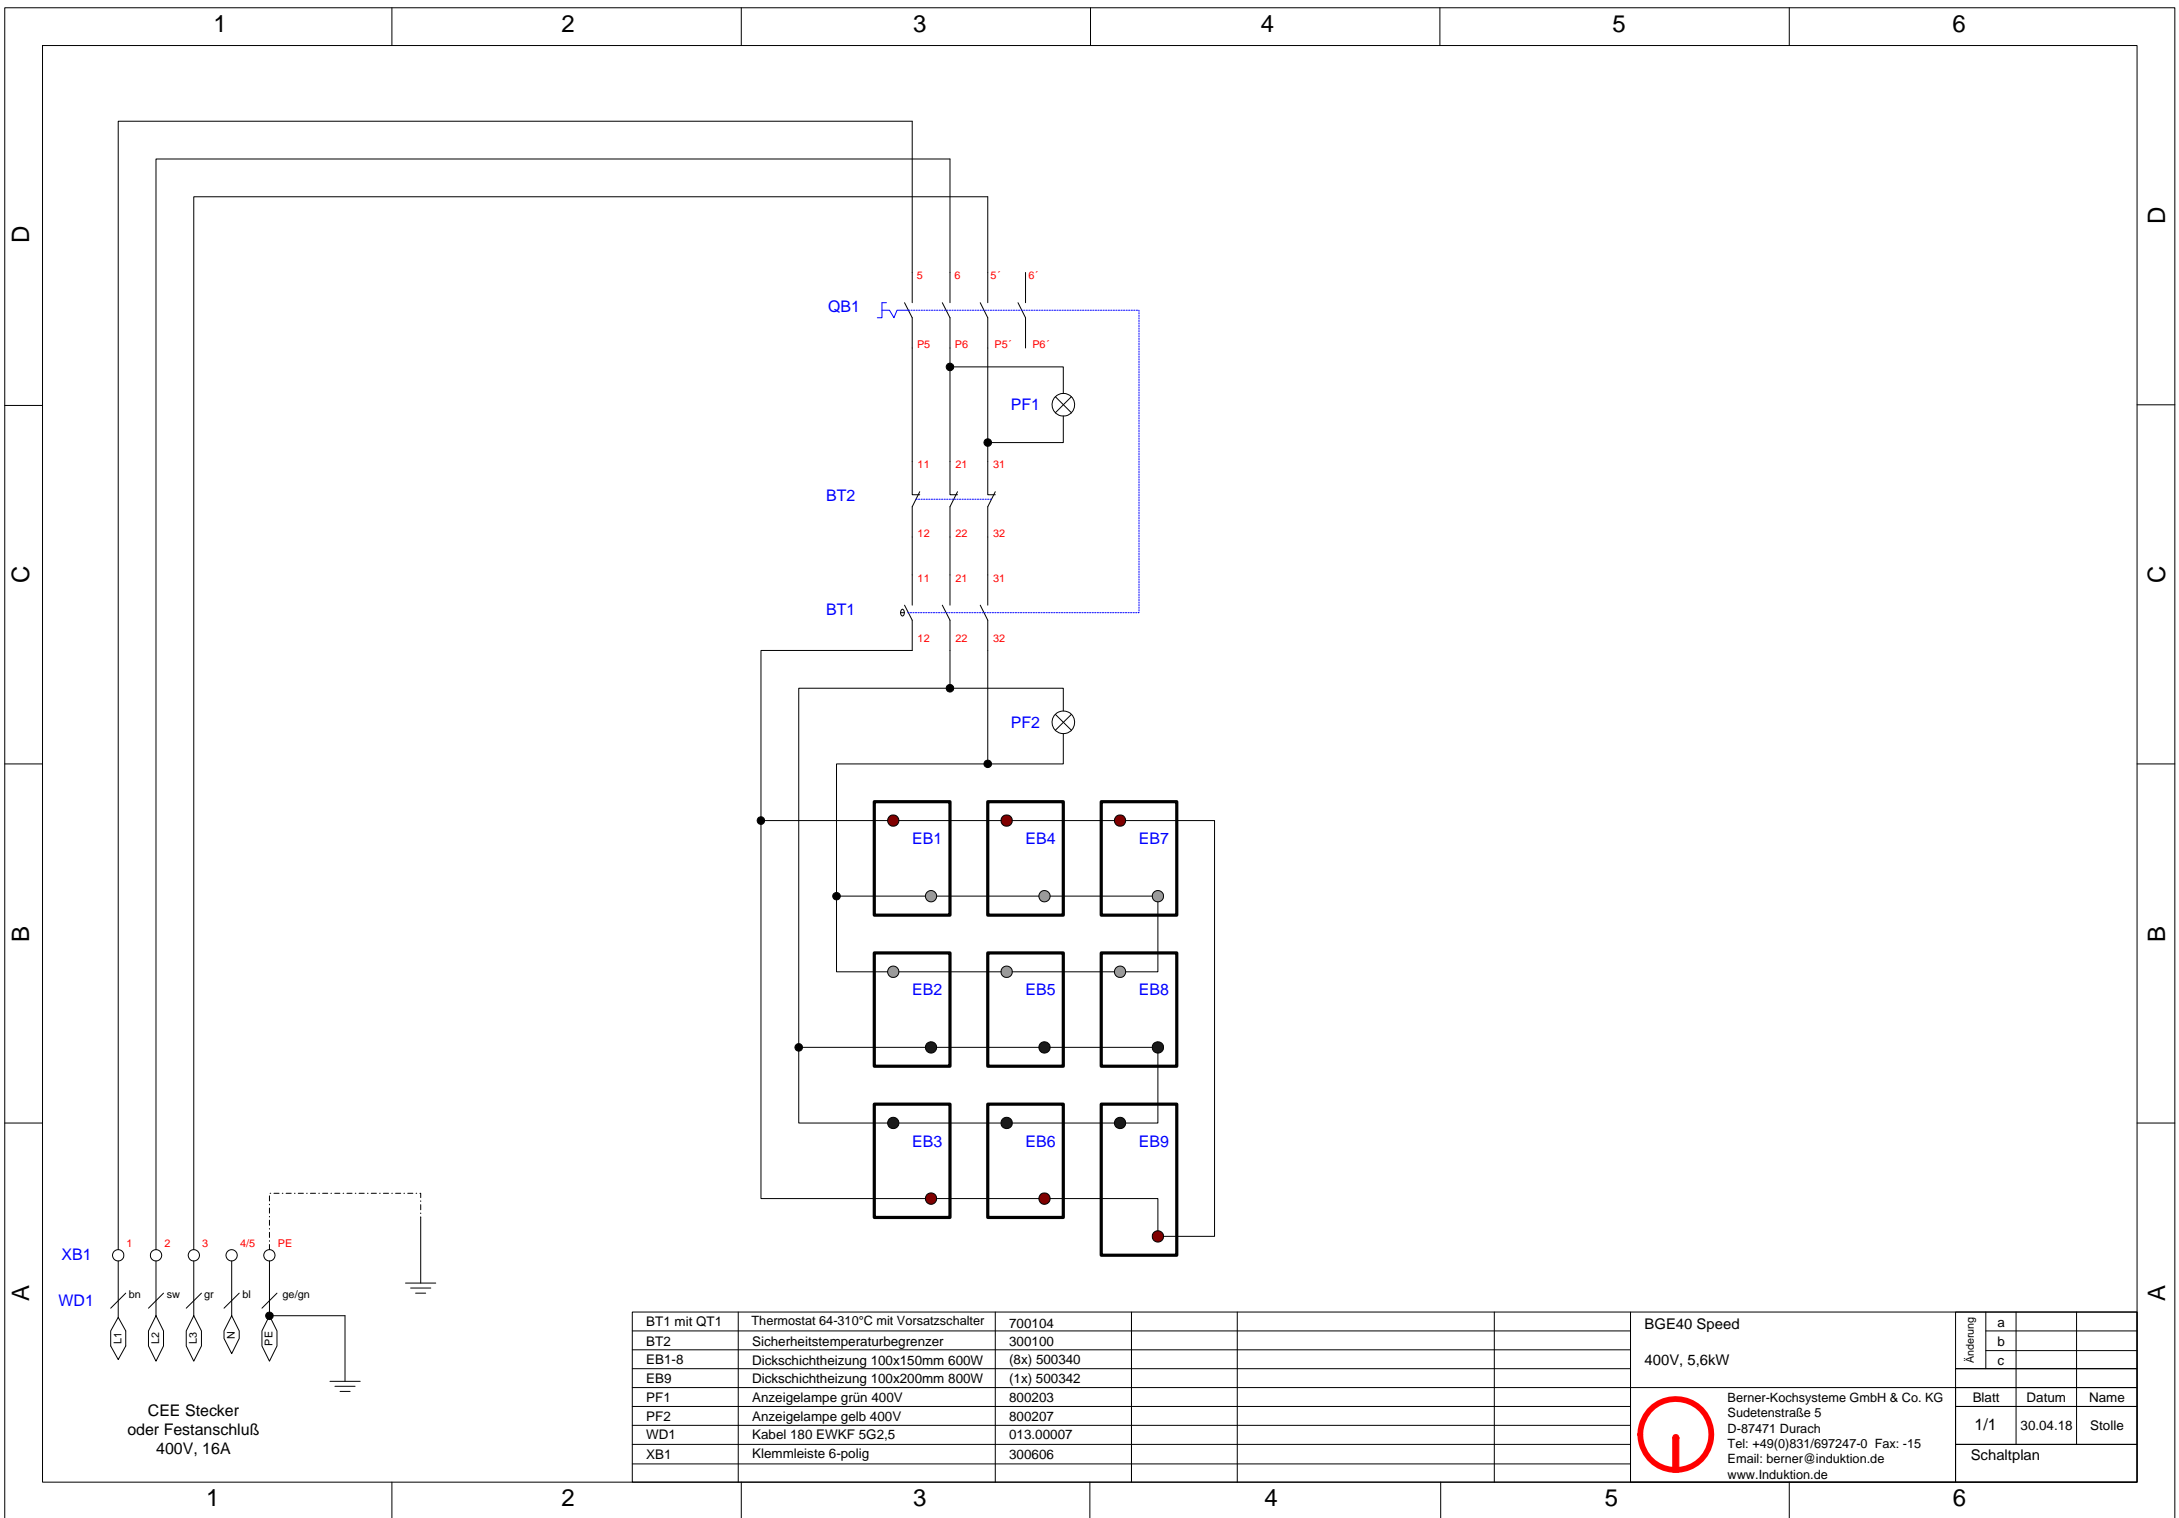 1 2 3 4 5 6
D D
5 6 5´ 6´
QB1
P5 P6 P5´ P6´
PF1
11 21 31
BT2
12 22 32
C C
11 21 31
BT1 θ
12 22 32
PF2
EB1 EB4 EB7
B B
EB2 EB5 EB8
EB3 EB6 EB9
XB1 1 2 3 4/5 PE
A A
WD1 bn sw gr bl ge/gn
L1 L2 L3 N PE
CEE Stecker
oder Festanschluß
400V, 16A
BT1 mit QT1 Thermostat 64-310°C mit Vorsatzschalter 700104
BT2 Sicherheitstemperaturbegrenzer 300100
EB1-8 Dickschichtheizung 100x150mm 600W (8x) 500340
EB9 Dickschichtheizung 100x200mm 800W (1x) 500342
PF1 Anzeigelampe grün 400V 800203
PF2 Anzeigelampe gelb 400V 800207
WD1 Kabel 180 EWKF 5G2,5 013.00007
XB1 Klemmleiste 6-polig 300606
BGE40 Speed
400V, 5,6kW
Änderung
a
b
c
Berner-Kochsysteme GmbH & Co. KG
Sudetenstraße 5
D-87471 Durach
Tel: +49(0)831/697247-0 Fax: -15
Email: berner@induktion.de
www.Induktion.de
Blatt Datum Name
1/1 30.04.18 Stolle
Schaltplan
1 2 3 4 5 6